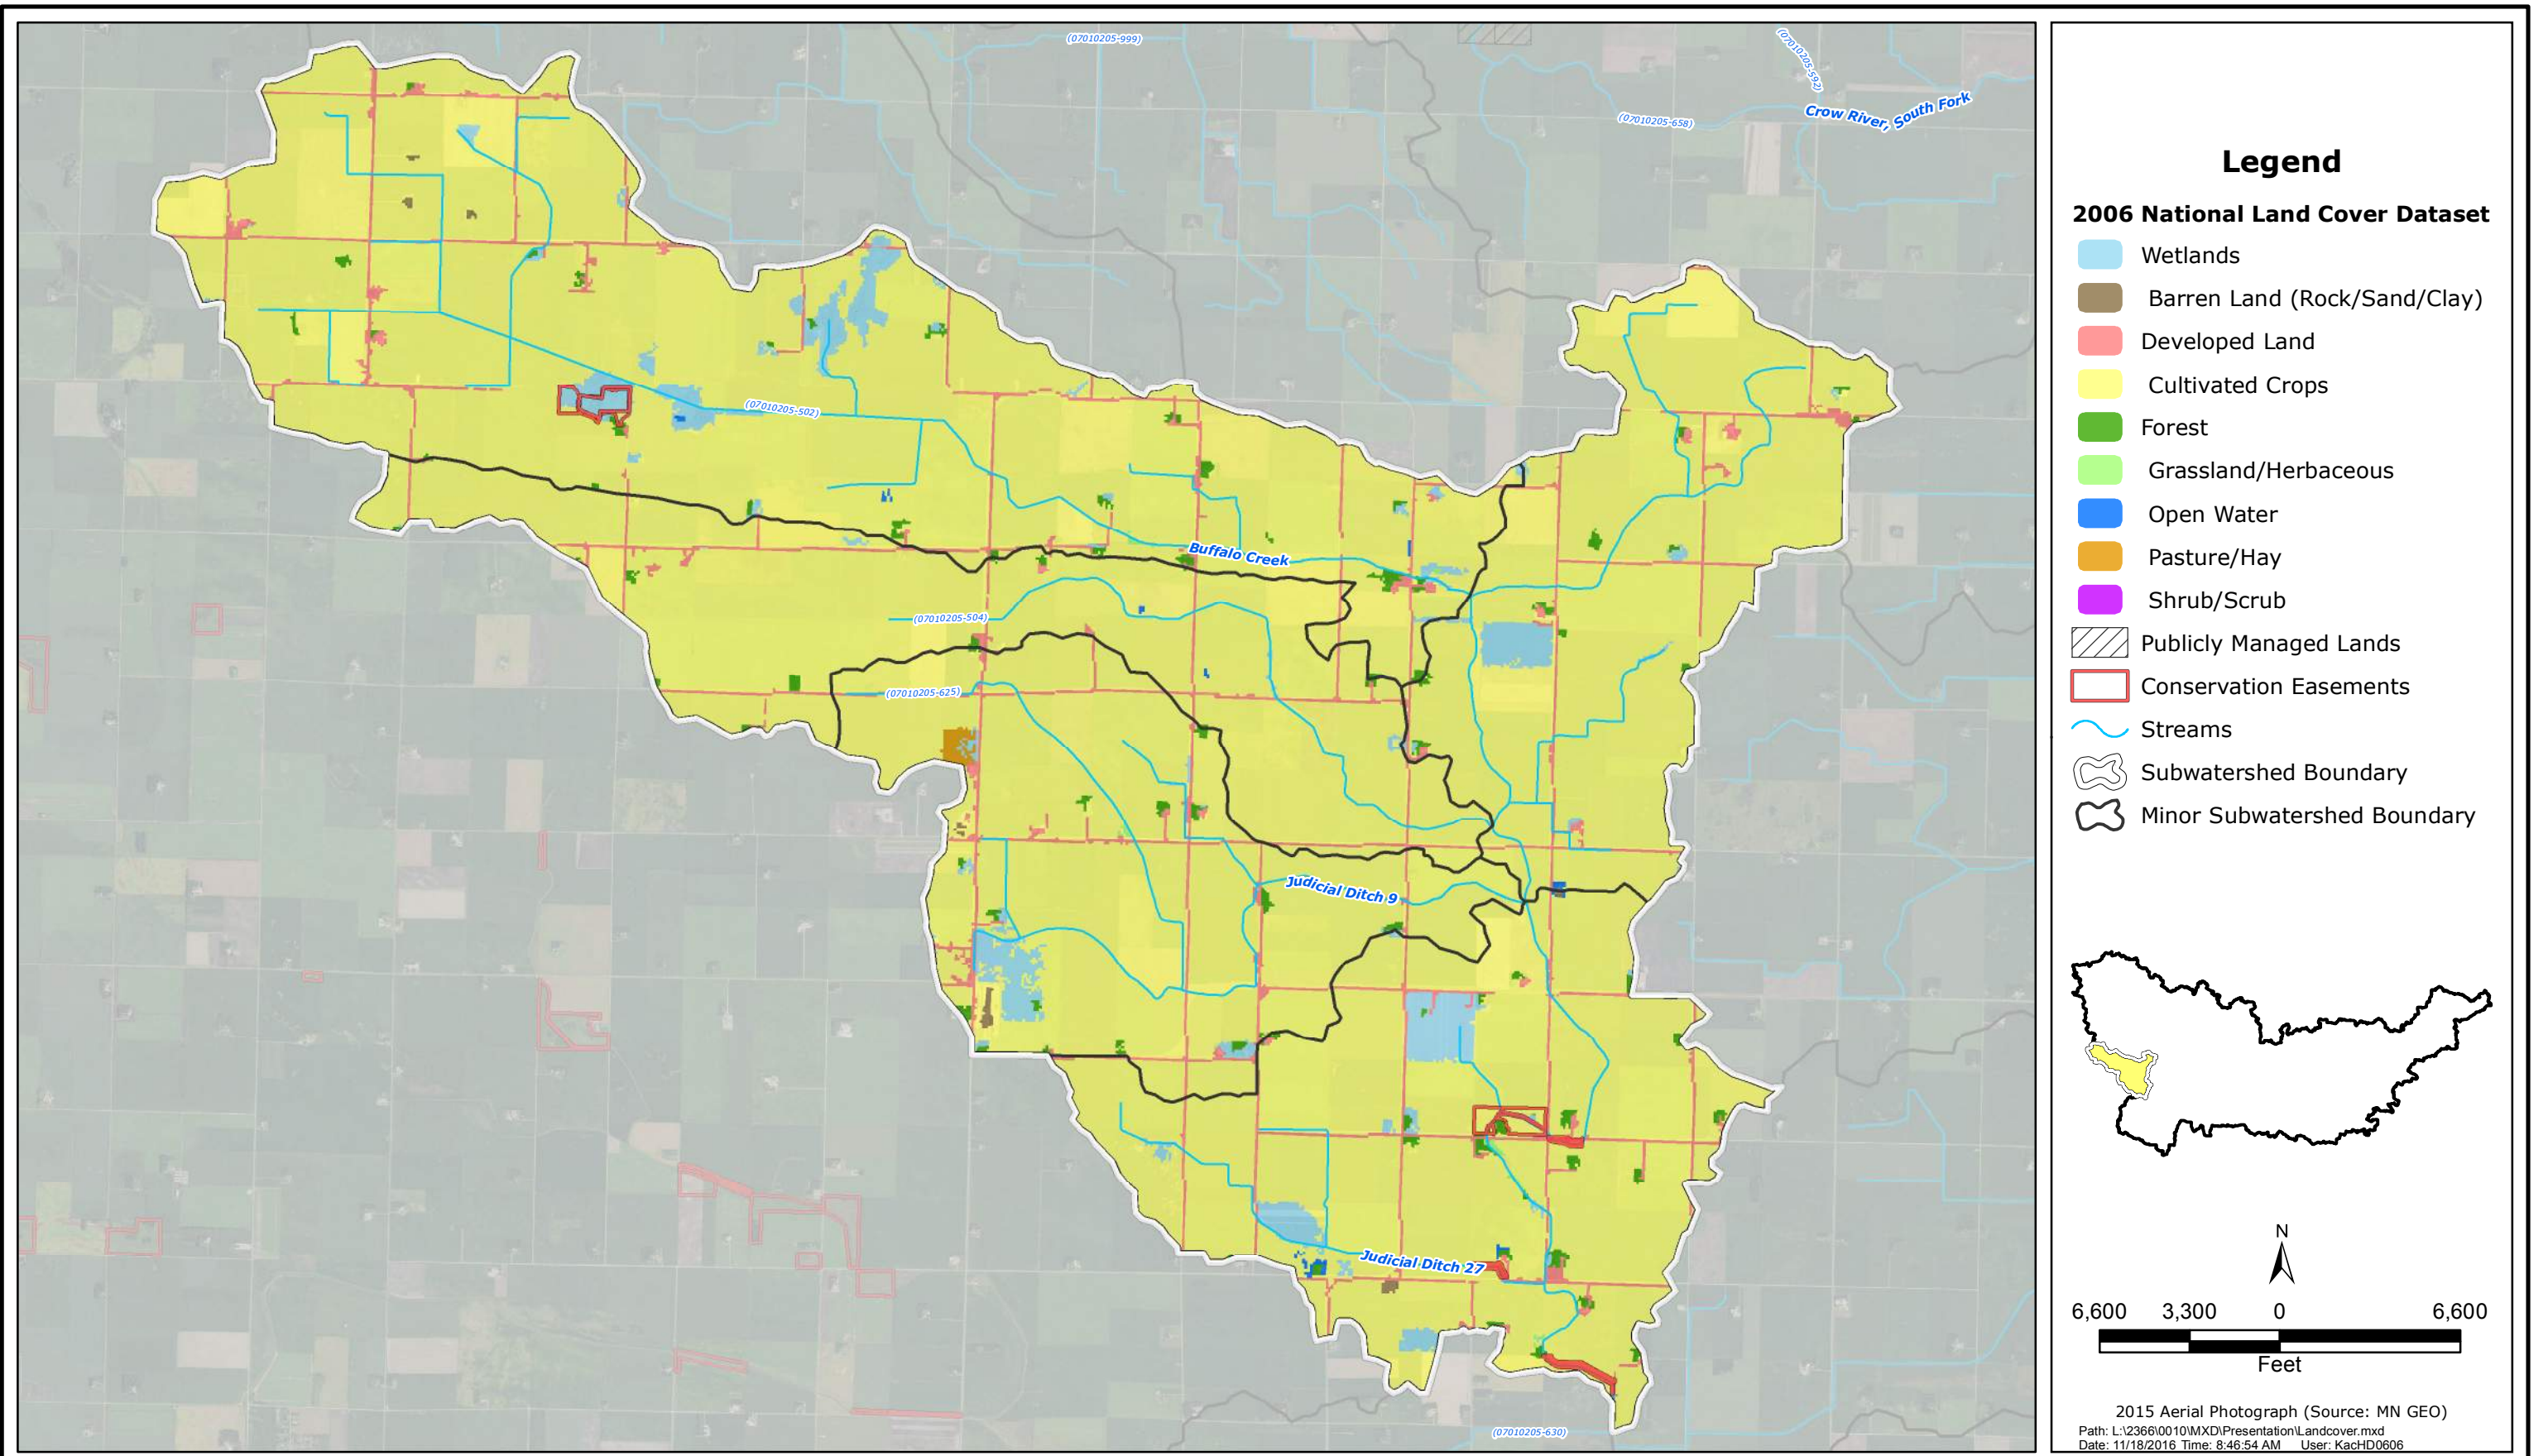 (07010205-999)
(07010205-592)
Crow River, South Fork
(07010205-658)
(07010205-502)
Buffalo Creek
(07010205-504)
(07010205-625)
Judicial Ditch 9
Judicial Ditch 27
(07010205-630)
Legend
2006 National Land Cover Dataset
Wetlands
Barren Land (Rock/Sand/Clay)
Developed Land
Cultivated Crops
Forest
Grassland/Herbaceous
Open Water
Pasture/Hay
Shrub/Scrub
Publicly Managed Lands
Conservation Easements
Streams
Subwatershed Boundary
Minor Subwatershed Boundary
N
6,600 3,300 0 6,600
Feet
2015 Aerial Photograph (Source: MN GEO)
Path: L:\2366\0010\MXD\Presentation\Landcover.mxd
Date: 11/18/2016 Time: 8:46:54 AM User: KacHD0606